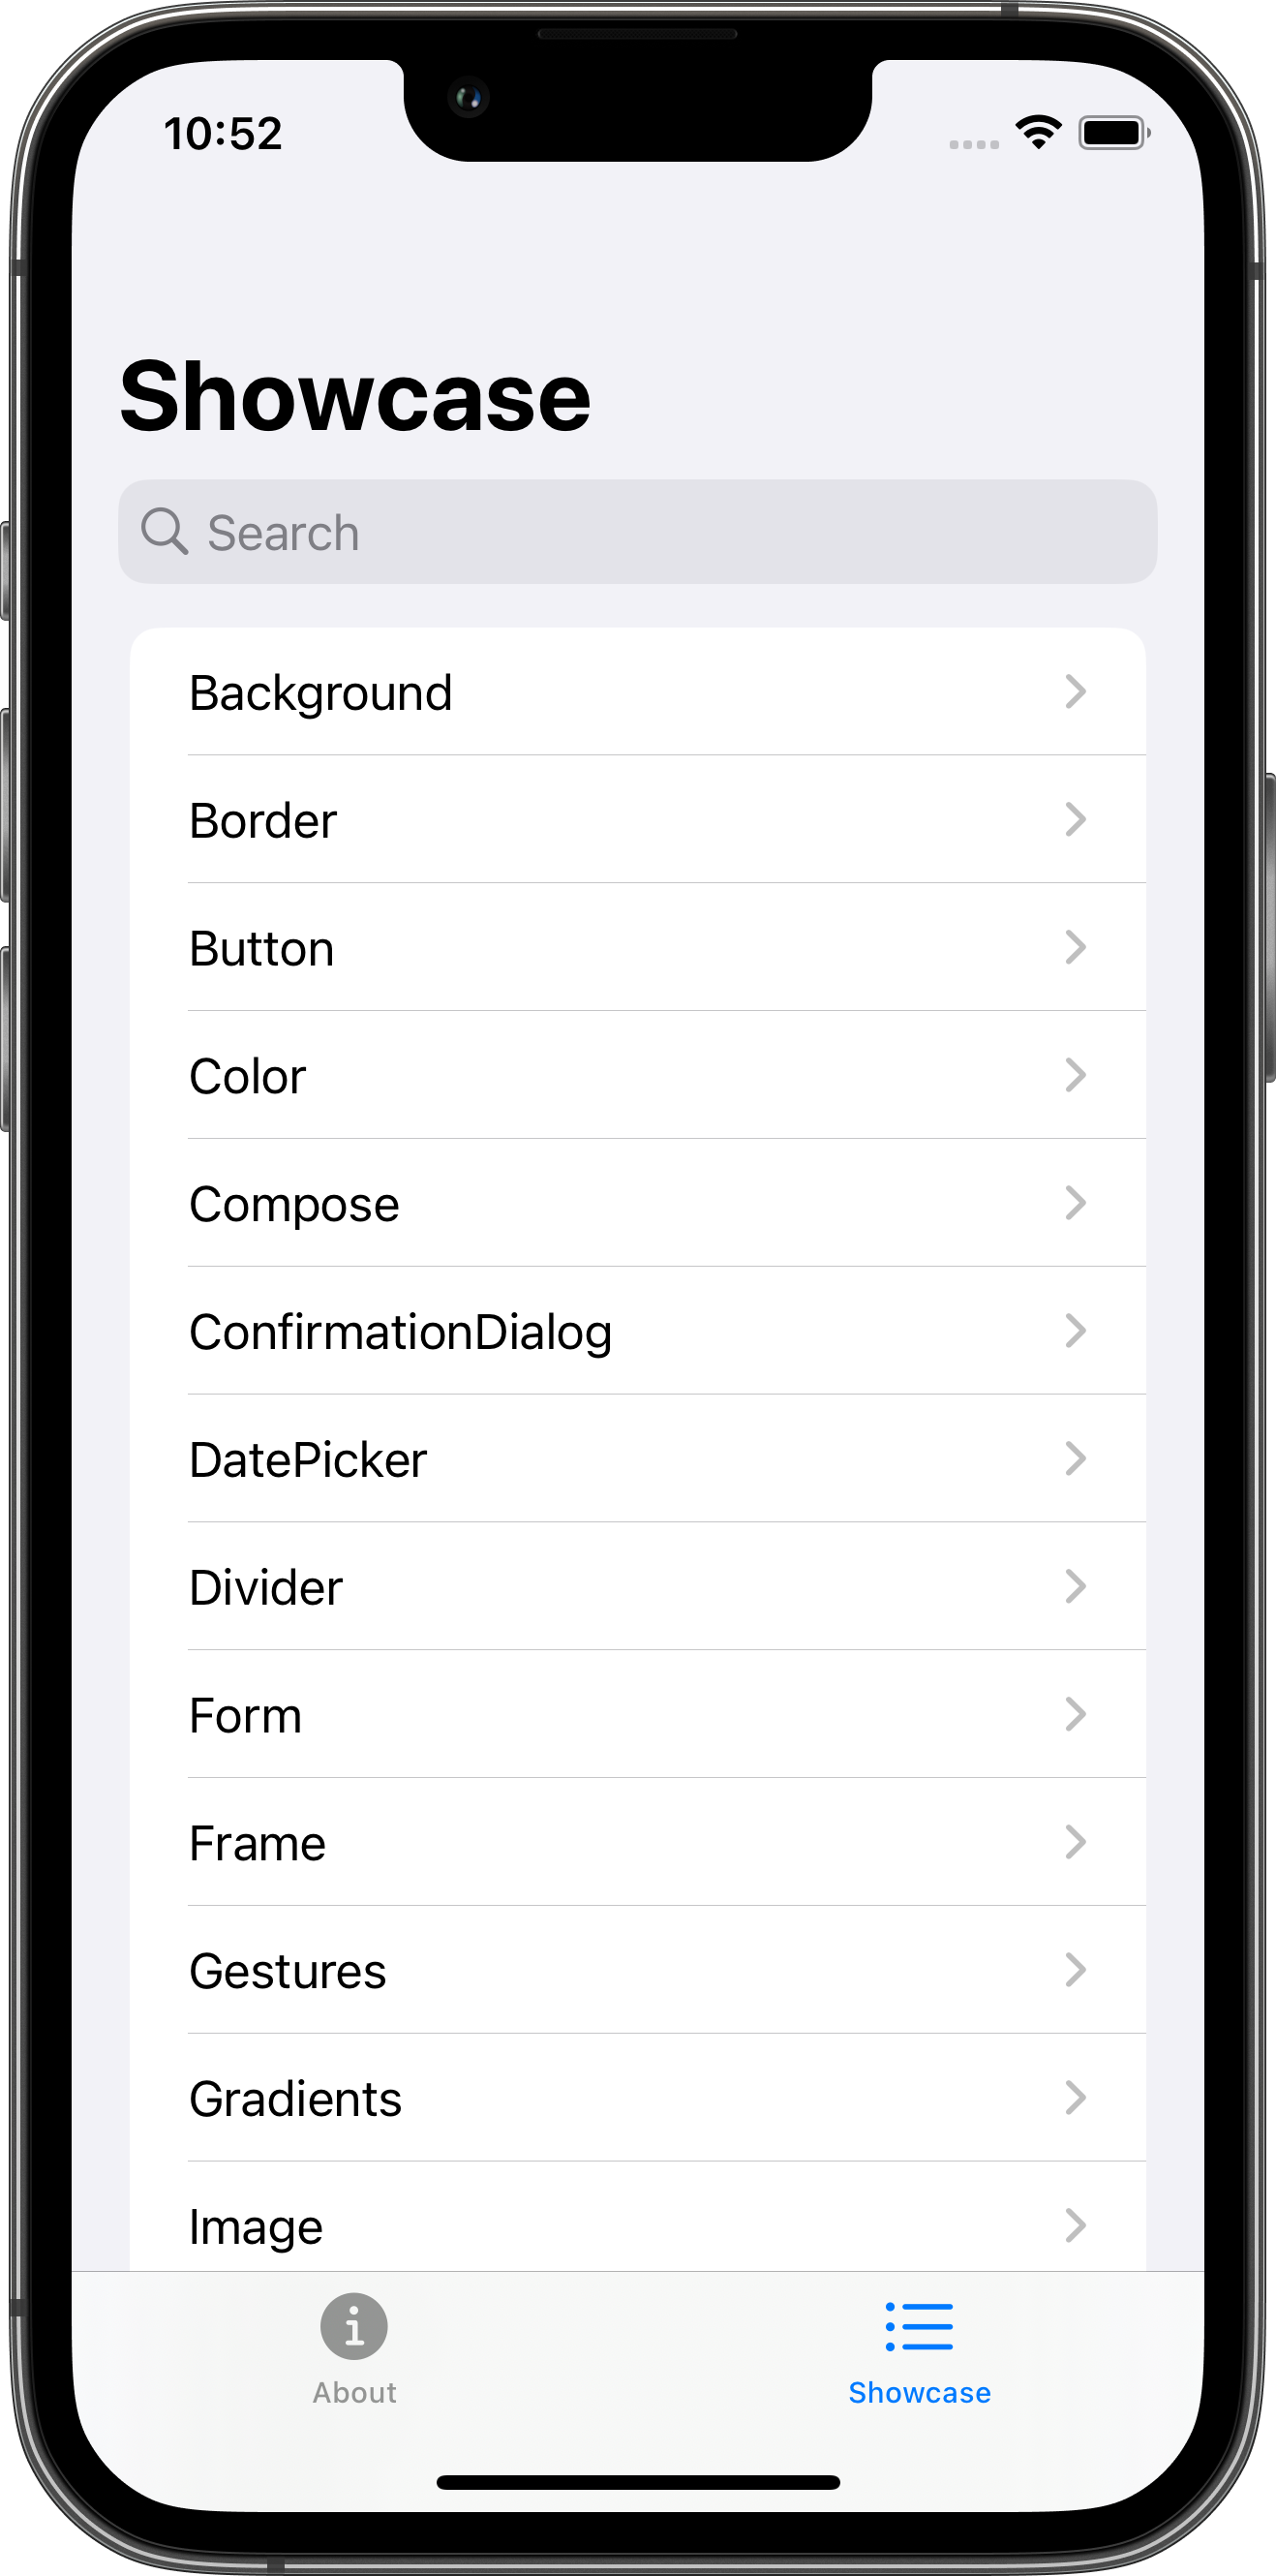 10:52
Showcase
Search
Background
Border
Button
Color
Compose
ConfirmationDialog
DatePicker
Divider
Form
Frame
Gestures
Gradients
Image
About
Showcase